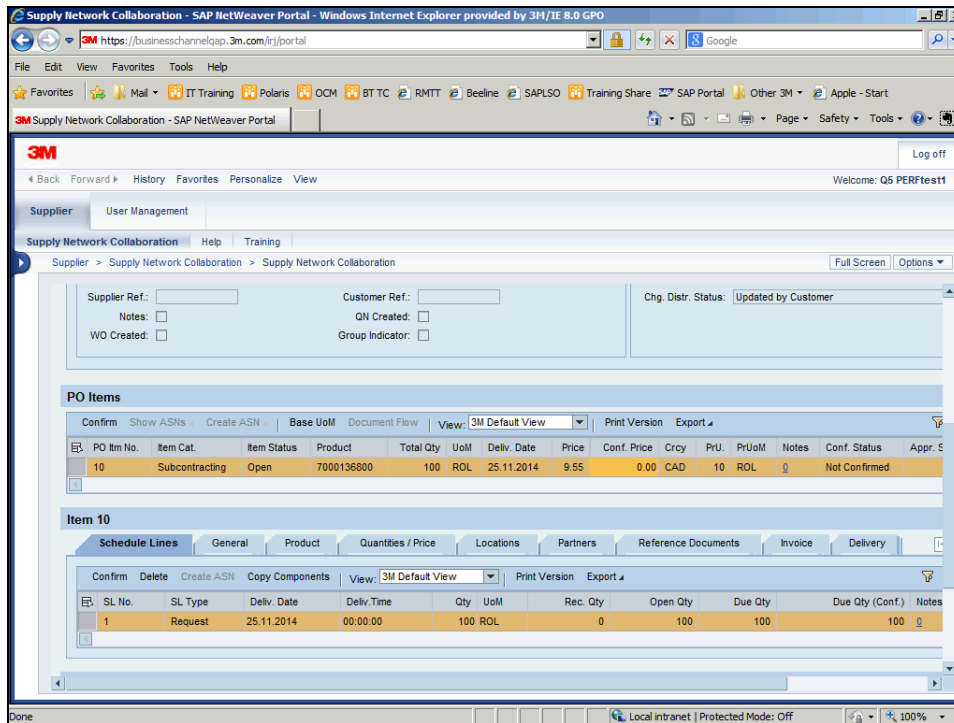 Supply Network Collaboration - SAP NetWeaver Portal - Windows Internet Explorer provided by 3M/IE 8.0 GPO
3M https://businesschannelqap.3m.com/irj/portal Google
File Edit View Favorites Tools Help
Favorites Mail IT Training Polaris OCM BT TC RMTT Beeline SAPLSO Training Share SAP Portal Other 3M Apple - Start
3M Supply Network Collaboration - SAP NetWeaver Portal Page Safety Tools
3M Log off
Back Forward History Favorites Personalize View Welcome: Q5 PERFtest1
Supplier User Management
Supply Network Collaboration Help Training
Supplier > Supply Network Collaboration > Supply Network Collaboration Full Screen Options
Supplier Ref.: Customer Ref.: Chg. Distr. Status: Updated by Customer
Notes: QN Created:
WO Created: Group Indicator:
PO Items
Confirm Show ASNs Create ASN Base UoM Document Flow View: 3M Default View Print Version Export
PO Itm No. Item Cat. Item Status Product Total Qty UoM Deliv. Date Price Conf. Price Crcy PrU. PrUoM Notes Conf. Status Appr. S
10 Subcontracting Open 7000136800 100 ROL 25.11.2014 9.55 0.00 CAD 10 ROL 0 Not Confirmed
Item 10
Schedule Lines General Product Quantities / Price Locations Partners Reference Documents Invoice Delivery
Confirm Delete Create ASN Copy Components View: 3M Default View Print Version Export
SL No. SL Type Deliv. Date Deliv.Time Qty UoM Rec. Qty Open Qty Due Qty Due Qty (Conf.) Notes
1 Request 25.11.2014 00:00:00 100 ROL 0 100 100 100 0
Done Local intranet | Protected Mode: Off 100%